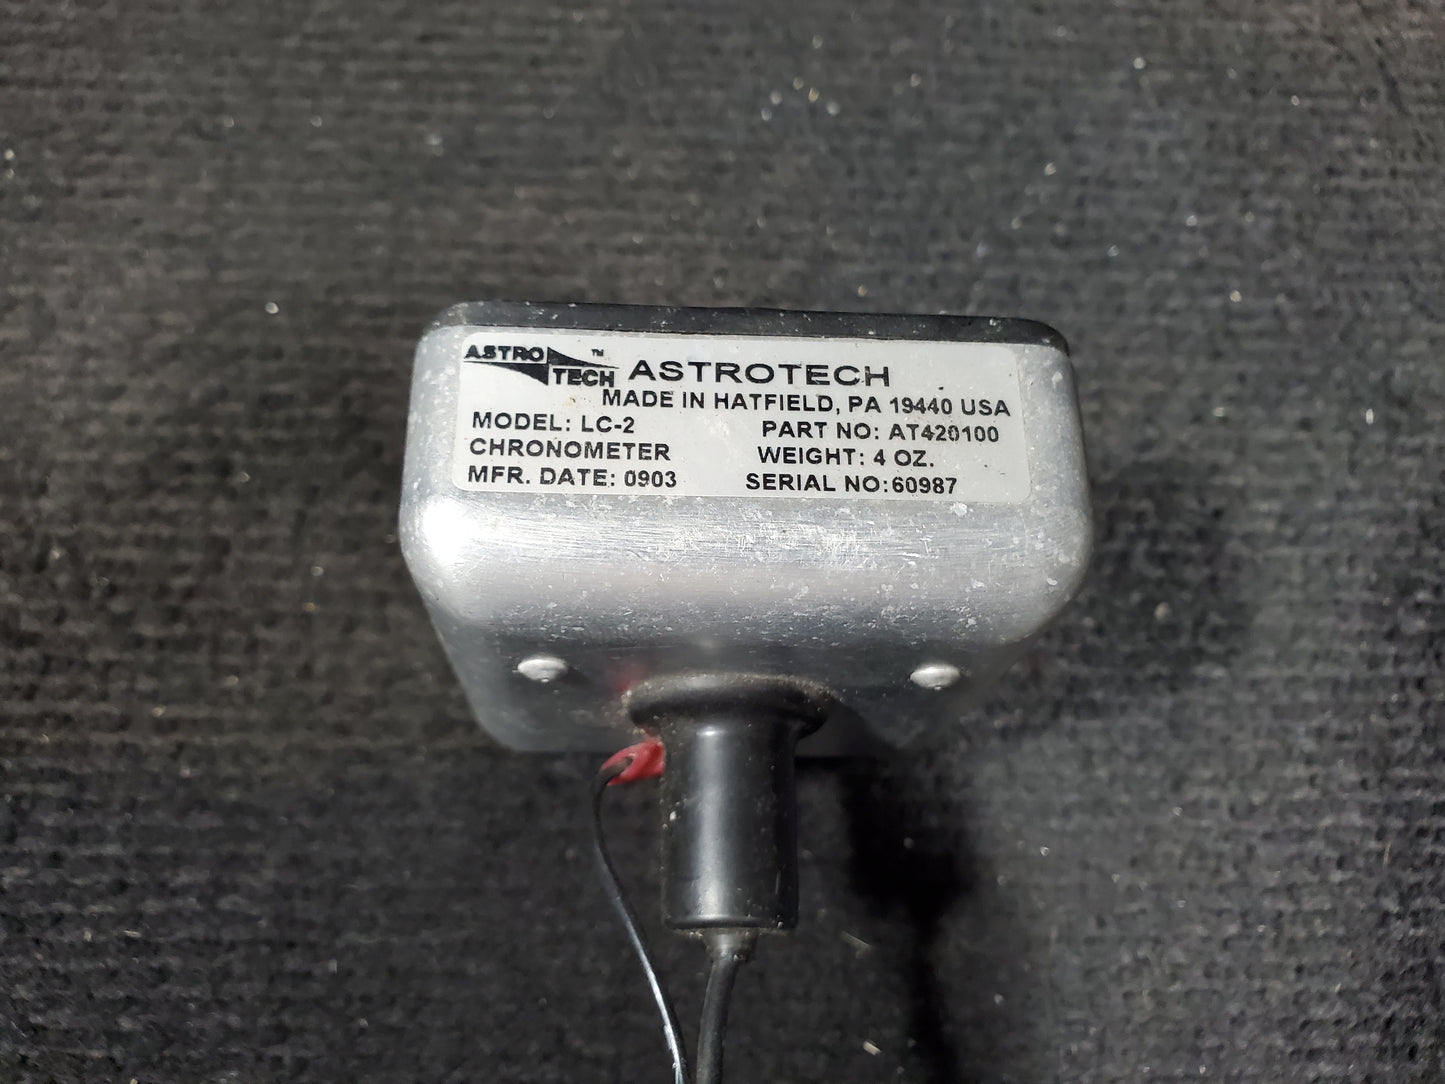 ASTRO TECH™ ASTROTECH
MADE IN HATFIELD, PA 19440 USA
MODEL: LC-2 PART NO: AT420100
CHRONOMETER WEIGHT: 4 OZ.
MFR. DATE: 0903 SERIAL NO:60987